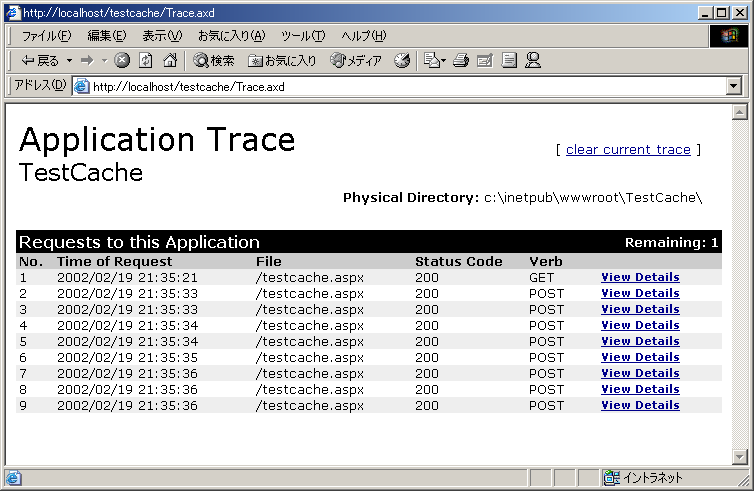 http://localhost/testcache/Trace.axd
ファイル(F) 編集(E) 表示(V) お気に入り(A) ツール(T) ヘルプ(H)
戻る 検索 お気に入り メディア
アドレス(D) http://localhost/testcache/Trace.axd
Application Trace
[ clear current trace ]
TestCache
Physical Directory: c:\inetpub\wwwroot\TestCache\
Requests to this Application Remaining: 1
No. Time of Request File Status Code Verb
1 2002/02/19 21:35:21 /testcache.aspx 200 GET View Details
2 2002/02/19 21:35:33 /testcache.aspx 200 POST View Details
3 2002/02/19 21:35:33 /testcache.aspx 200 POST View Details
4 2002/02/19 21:35:34 /testcache.aspx 200 POST View Details
5 2002/02/19 21:35:34 /testcache.aspx 200 POST View Details
6 2002/02/19 21:35:35 /testcache.aspx 200 POST View Details
7 2002/02/19 21:35:36 /testcache.aspx 200 POST View Details
8 2002/02/19 21:35:36 /testcache.aspx 200 POST View Details
9 2002/02/19 21:35:36 /testcache.aspx 200 POST View Details
イントラネット